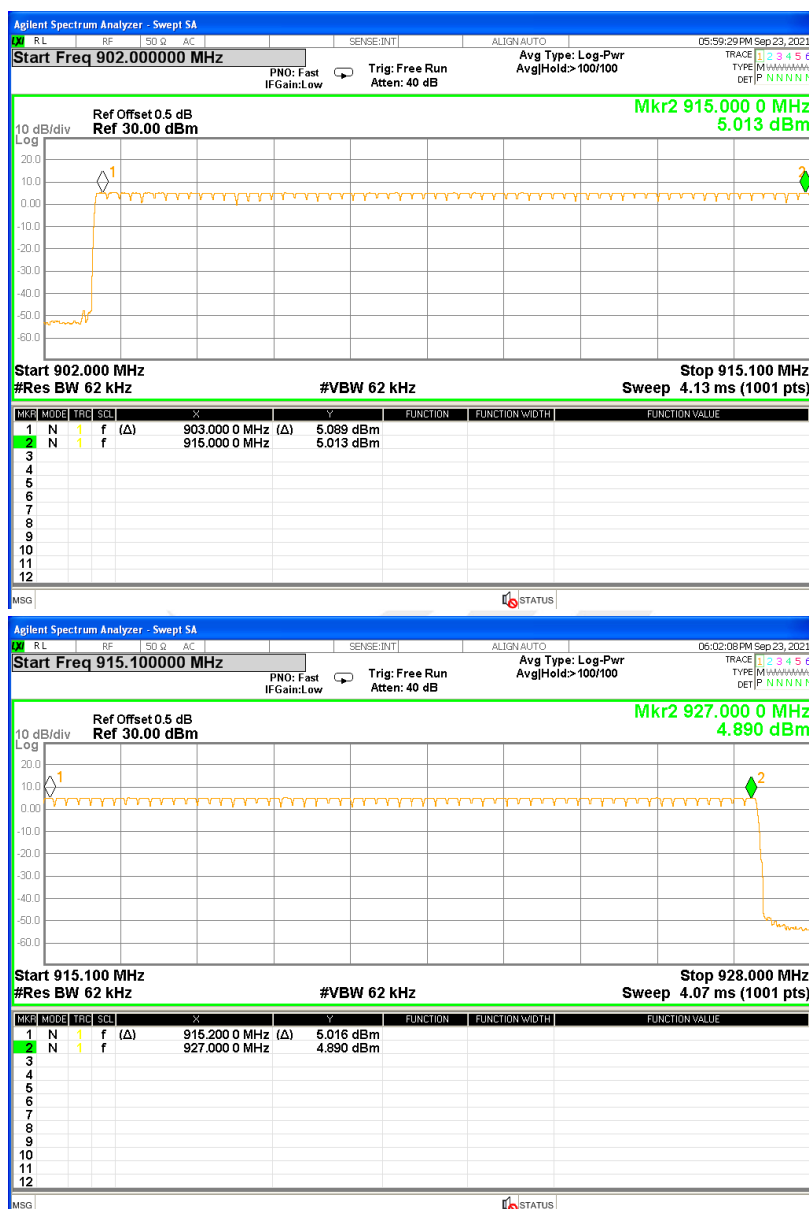 Agilent Spectrum Analyzer - Swept SA
LXI RL RF 50 Ω AC SENSE:INT ALIGNAUTO 05:59:29 PM Sep 23, 2021
Start Freq 902.000000 MHz Avg Type: Log-Pwr TRACE 1 2 3 4 5 6
PNO: Fast Trig: Free Run Avg|Hold:>100/100 TYPE M
IFGain:Low Atten: 40 dB DET P N N N N N
Mkr2 915.000 0 MHz
Ref Offset 0.5 dB
10 dB/div Ref 30.00 dBm 5.013 dBm
Log
20.0
1 2
10.0
0.00
-10.0
-20.0
-30.0
-40.0
-50.0
-60.0
Start 902.000 MHz Stop 915.100 MHz
#Res BW 62 kHz #VBW 62 kHz Sweep 4.13 ms (1001 pts)
MKR MODE TRC SCL X Y FUNCTION FUNCTION WIDTH FUNCTION VALUE
1 N 1 f (Δ) 903.000 0 MHz (Δ) 5.089 dBm
2 N 1 f 915.000 0 MHz 5.013 dBm
3
4
5
6
7
8
9
10
11
12
MSG STATUS
Agilent Spectrum Analyzer - Swept SA
LXI RL RF 50 Ω AC SENSE:INT ALIGNAUTO 06:02:08 PM Sep 23, 2021
Start Freq 915.100000 MHz Avg Type: Log-Pwr TRACE 1 2 3 4 5 6
PNO: Fast Trig: Free Run Avg|Hold:>100/100 TYPE M
IFGain:Low Atten: 40 dB DET P N N N N N
Mkr2 927.000 0 MHz
Ref Offset 0.5 dB
10 dB/div Ref 30.00 dBm 4.890 dBm
Log
20.0
1 2
10.0
0.00
-10.0
-20.0
-30.0
-40.0
-50.0
-60.0
Start 915.100 MHz Stop 928.000 MHz
#Res BW 62 kHz #VBW 62 kHz Sweep 4.07 ms (1001 pts)
MKR MODE TRC SCL X Y FUNCTION FUNCTION WIDTH FUNCTION VALUE
1 N 1 f (Δ) 915.200 0 MHz (Δ) 5.016 dBm
2 N 1 f 927.000 0 MHz 4.890 dBm
3
4
5
6
7
8
9
10
11
12
MSG STATUS